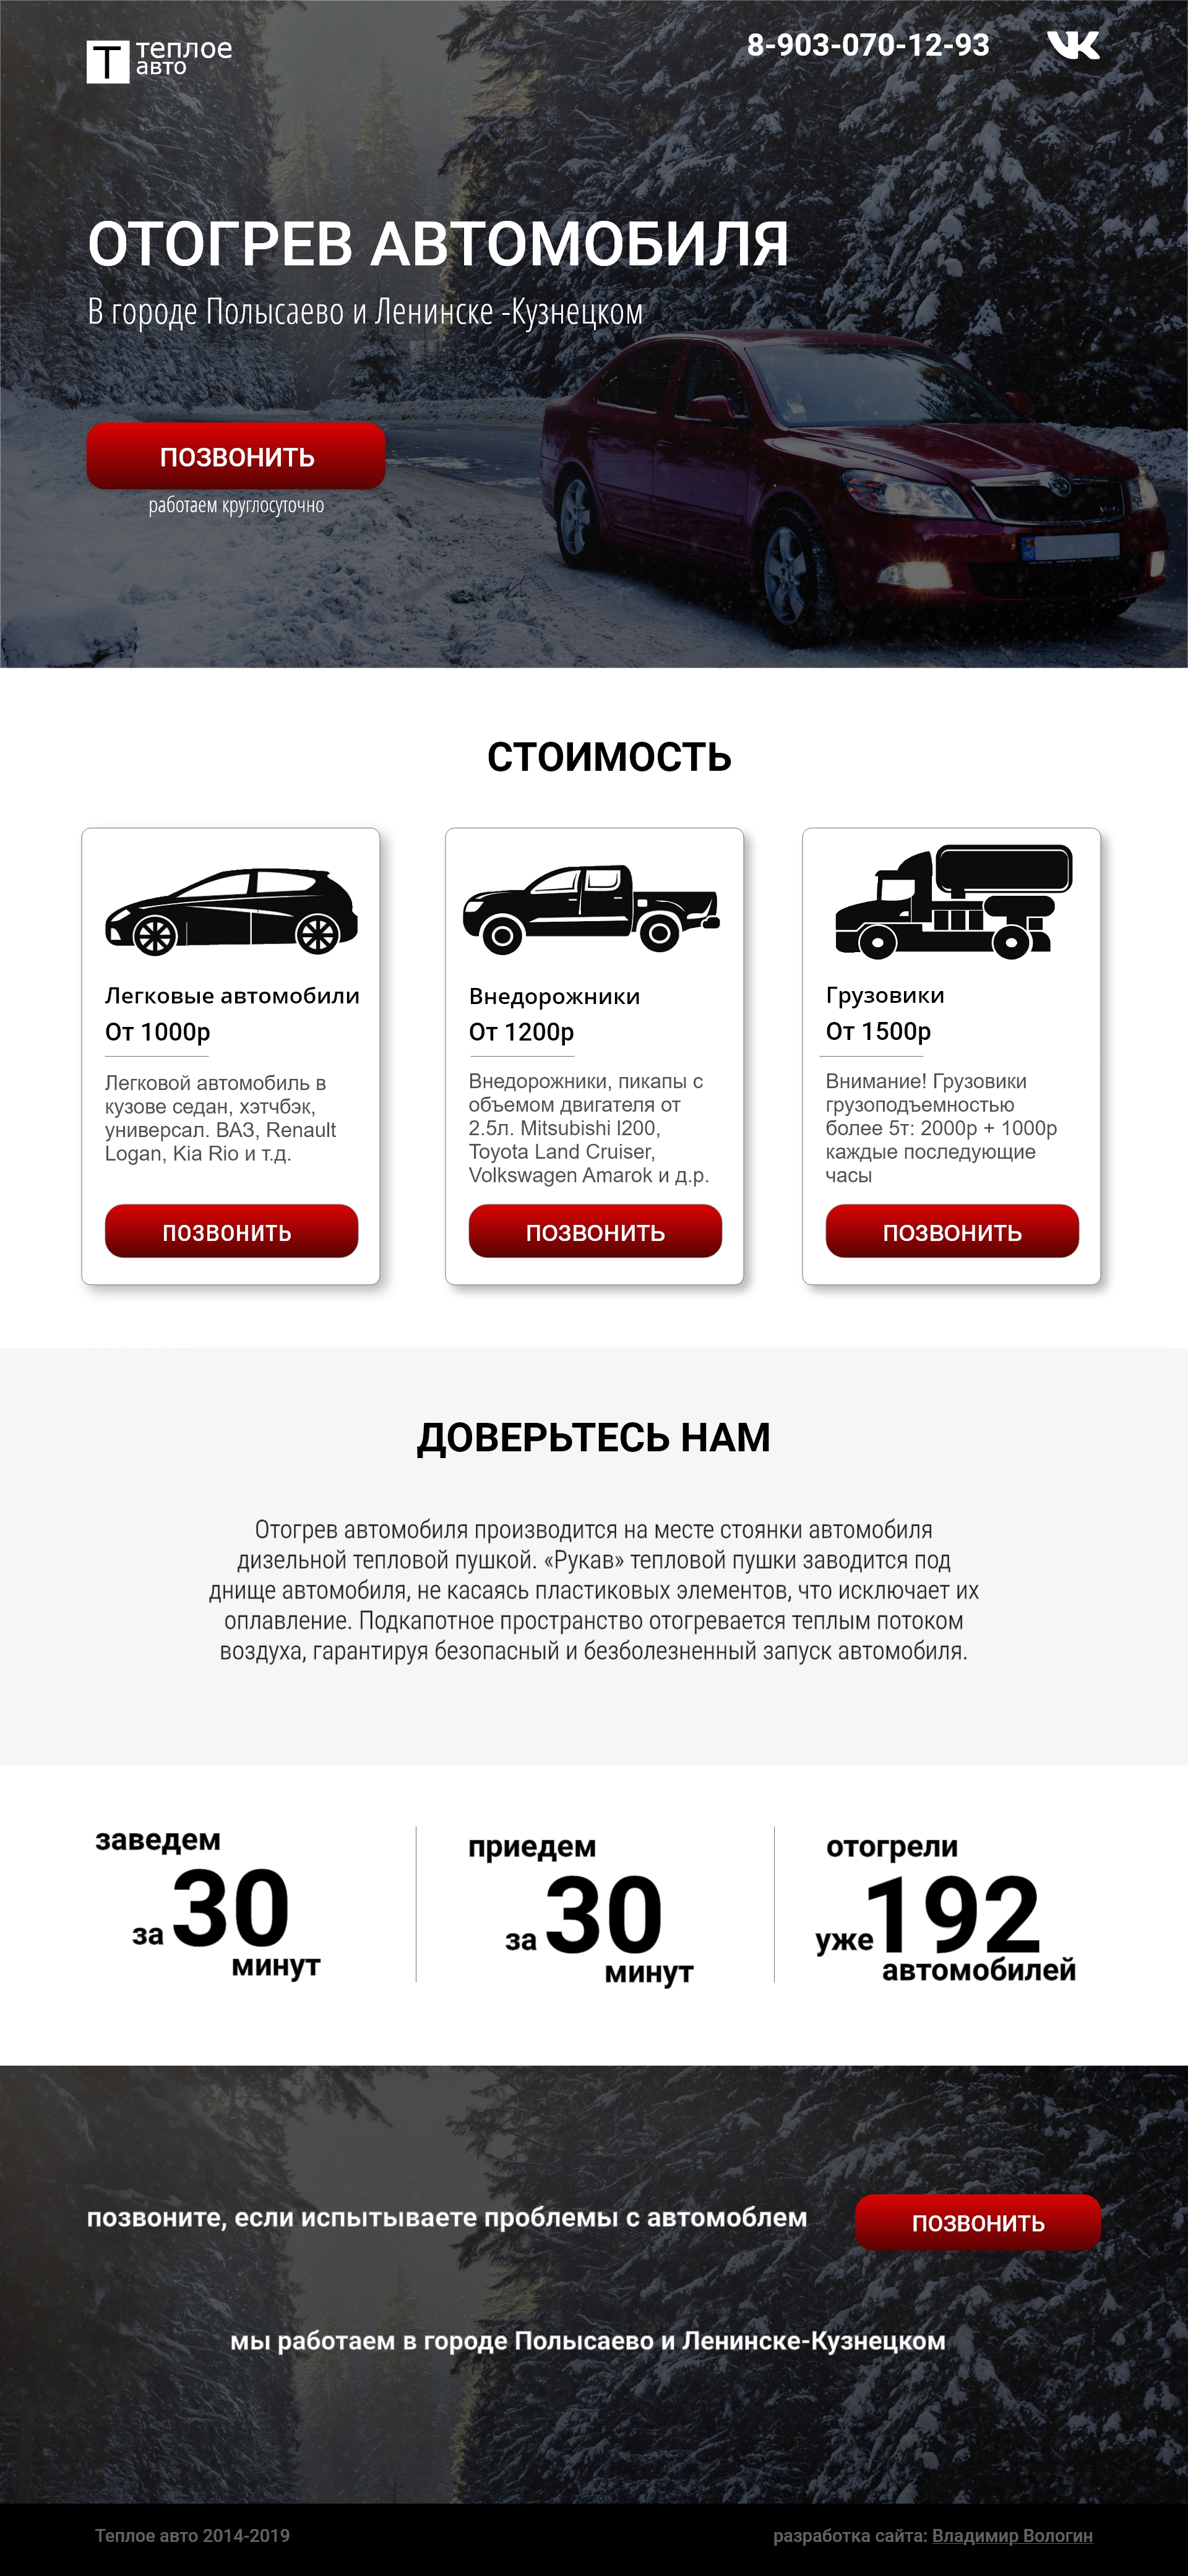 Т теплое
авто
8-903-070-12-93
ОТОГРЕВ АВТОМОБИЛЯ
В городе Полысаево и Ленинске -Кузнецком
ПОЗВОНИТЬ
работаем круглосуточно
СТОИМОСТЬ
Легковые автомобили
От 1000р
Легковой автомобиль в
кузове седан, хэтчбэк,
универсал. ВАЗ, Renault
Logan, Kia Rio и т.д.
ПОЗВОНИТЬ
Внедорожники
От 1200р
Внедорожники, пикапы с
объемом двигателя от
2.5л. Mitsubishi l200,
Toyota Land Cruiser,
Volkswagen Amarok и д.р.
ПОЗВОНИТЬ
Грузовики
От 1500р
Внимание! Грузовики
грузоподъемностью
более 5т: 2000р + 1000р
каждые последующие
часы
ПОЗВОНИТЬ
ДОВЕРЬТЕСЬ НАМ
Отогрев автомобиля производится на месте стоянки автомобиля
дизельной тепловой пушкой. «Рукав» тепловой пушки заводится под
днище автомобиля, не касаясь пластиковых элементов, что исключает их
оплавление. Подкапотное пространство отогревается теплым потоком
воздуха, гарантируя безопасный и безболезненный запуск автомобиля.
заведем
за 30
минут
приедем
за 30
минут
отогрели
уже 192
автомобилей
позвоните, если испытываете проблемы с автомоблем
ПОЗВОНИТЬ
мы работаем в городе Полысаево и Ленинске-Кузнецком
Теплое авто 2014-2019
разработка сайта: Владимир Вологин